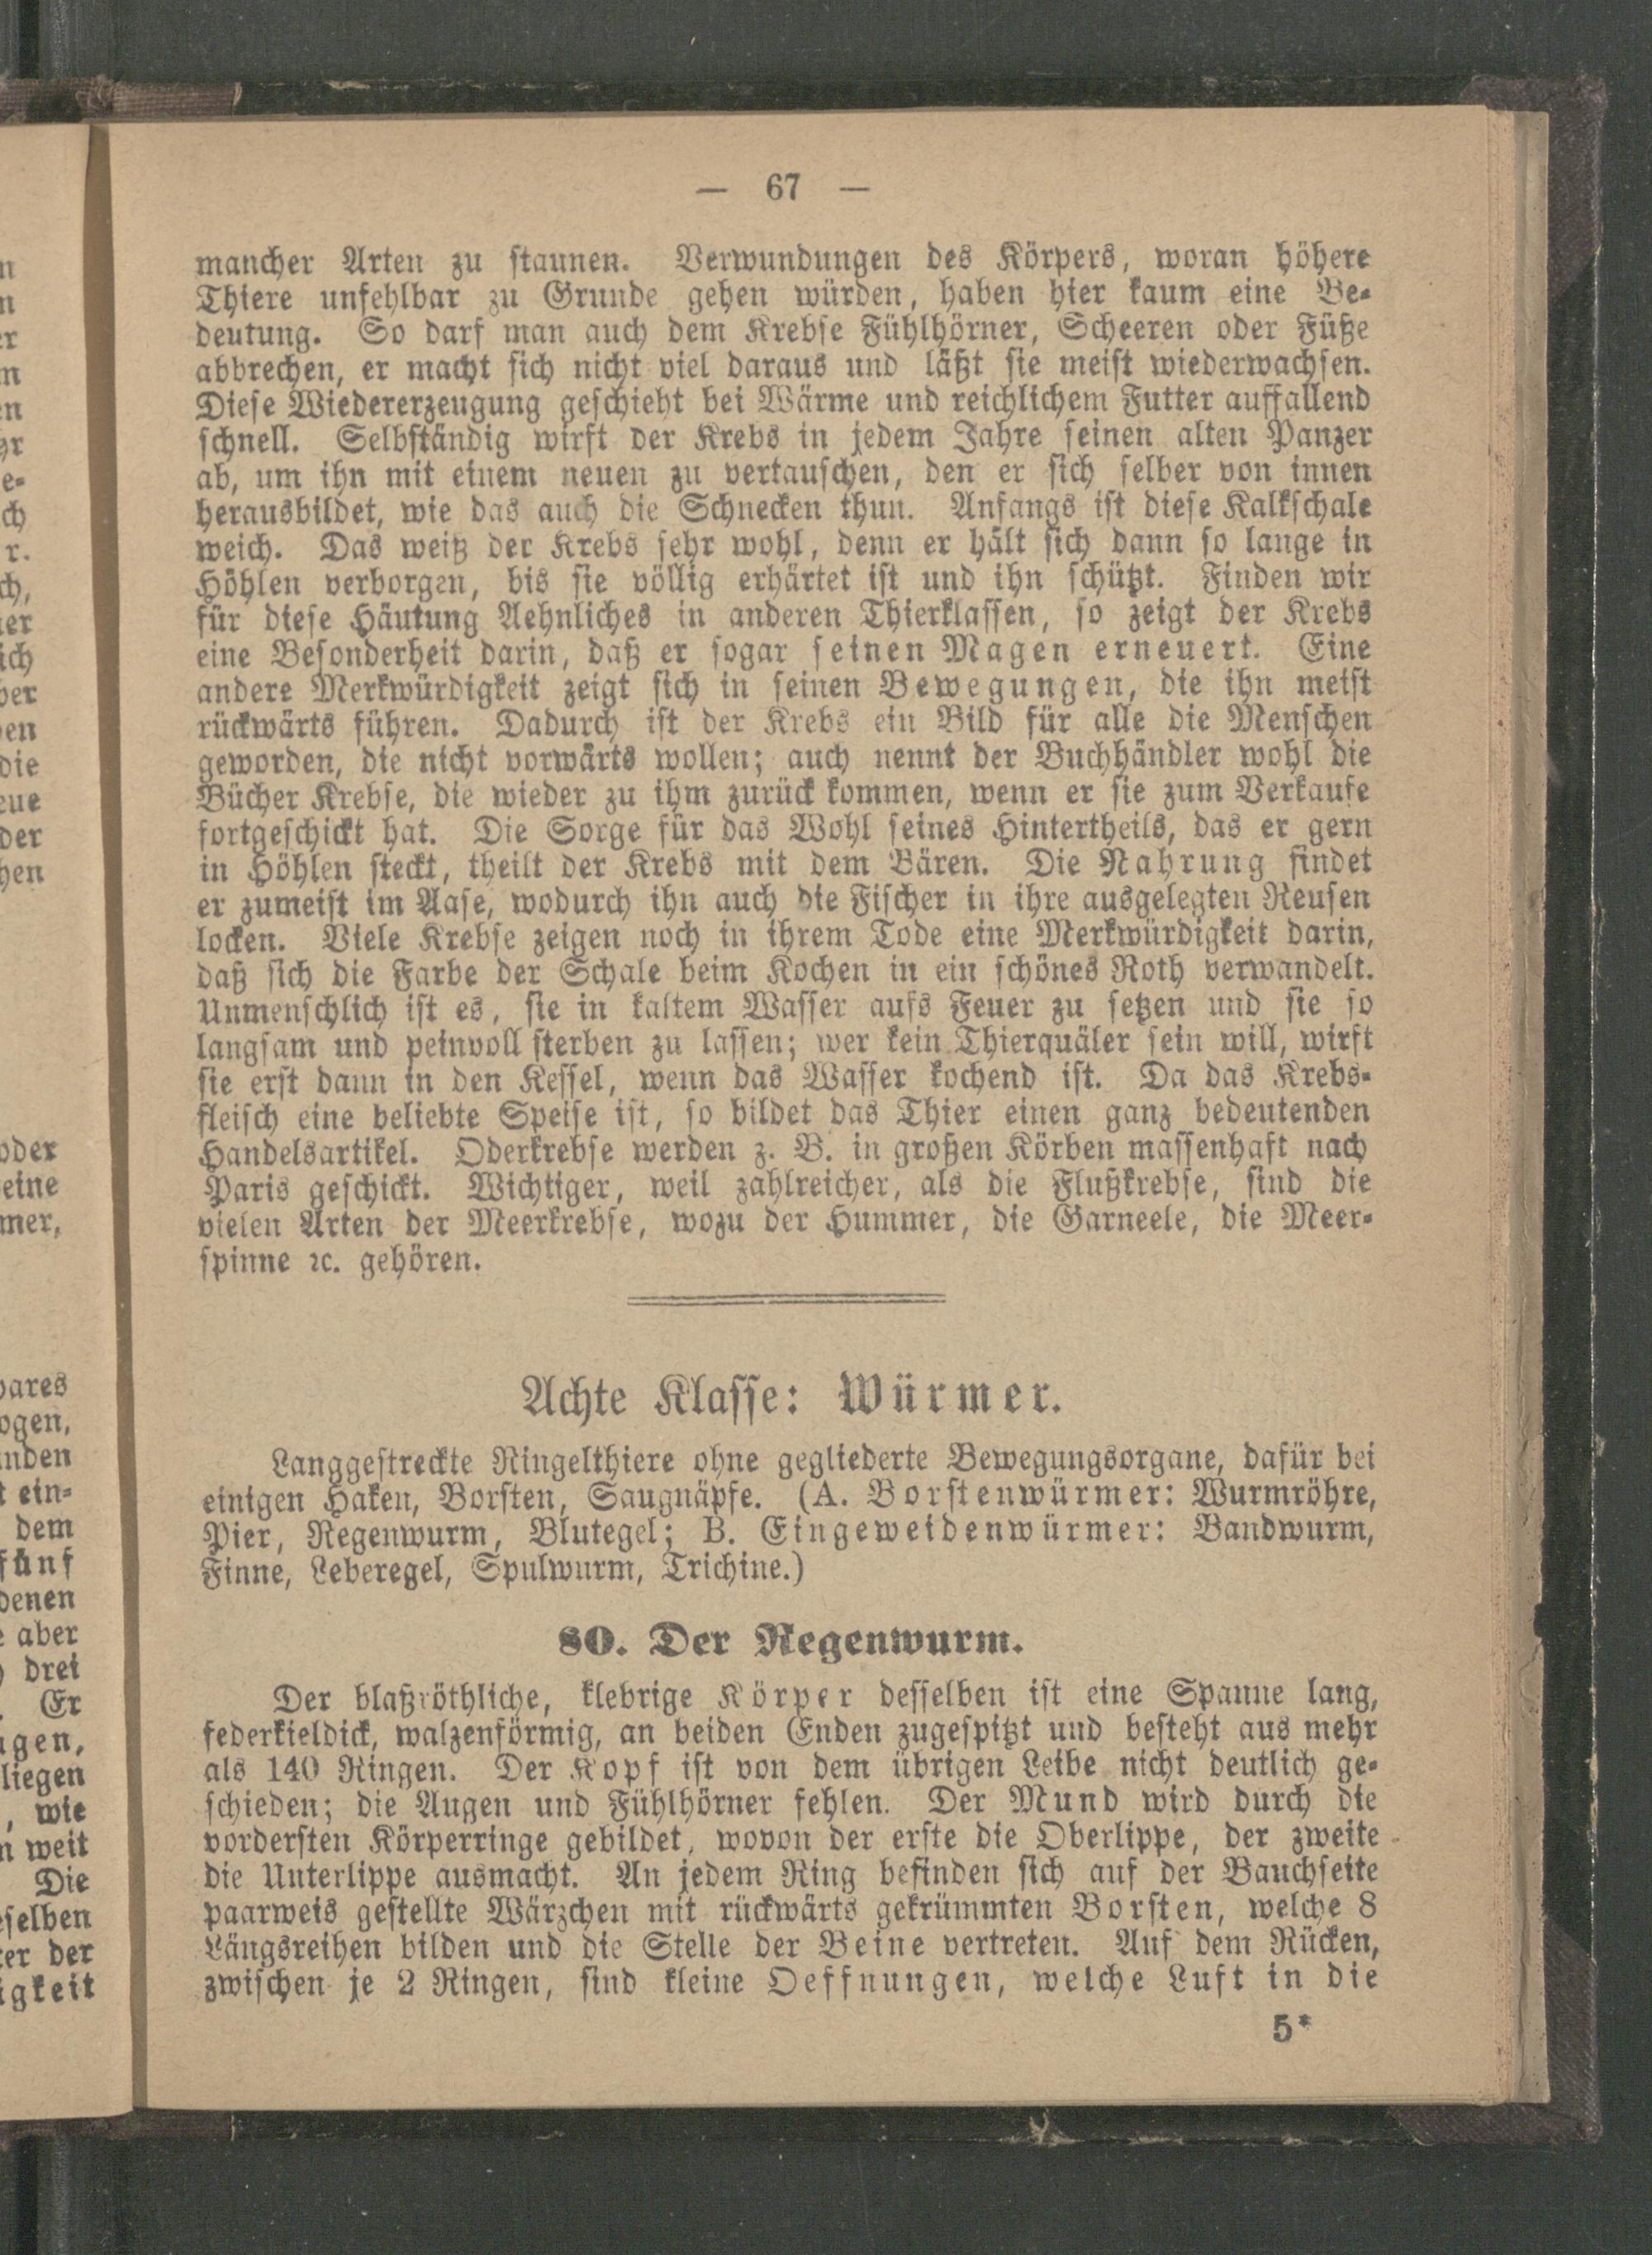 — 67 —
mancher Arten zu staunen. Verwundungen des Körpers, woran höhere
Thiere unfehlbar zu Grunde gehen würden, haben hier kaum eine Be-
deutung. So darf man auch dem Krebse Fühlhörner, Scheeren oder Füße
abbrechen, er macht sich nicht viel daraus und läßt sie meist wiederwachsen.
Diese Wiedererzeugung geschieht bei Wärme und reichlichem Futter auffallend
schnell. Selbständig wirft der Krebs in jedem Jahre seinen alten Panzer
ab, um ihn mit einem neuen zu vertauschen, den er sich selber von innen
herausbildet, wie das auch die Schnecken thun. Anfangs ist diese Kalkschale
weich. Das weiß der Krebs sehr wohl, denn er hält sich dann so lange in
Höhlen verborgen, bis sie völlig erhärtet ist und ihn schützt. Finden wir
für diese Häutung Aehnliches in anderen Thierklassen, so zeigt der Krebs
eine Besonderheit darin, daß er sogar seinen Magen erneuert. Eine
andere Merkwürdigkeit zeigt sich in seinen Bewegungen, die ihn meist
rückwärts führen. Dadurch ist der Krebs ein Bild für alle die Menschen
geworden, die nicht vorwärts wollen; auch nennt der Buchhändler wohl die
Bücher Krebse, die wieder zu ihm zurück kommen, wenn er sie zum Verkaufe
fortgeschickt hat. Die Sorge für das Wohl seines Hintertheils, das er gern
in Höhlen steckt, theilt der Krebs mit dem Bären. Die Nahrung findet
er zumeist im Aase, wodurch ihn auch die Fischer in ihre ausgelegten Reusen
locken. Viele Krebse zeigen noch in ihrem Tode eine Merkwürdigkeit darin,
daß sich die Farbe der Schale beim Kochen in ein schönes Roth verwandelt.
Unmenschlich ist es, sie in kaltem Wasser aufs Feuer zu setzen und sie so
langsam und peinvoll sterben zu lassen; wer kein Thierquäler sein will, wirft
sie erst dann in den Kessel, wenn das Wasser kochend ist. Da das Krebs-
fleisch eine beliebte Speise ist, so bildet das Thier einen ganz bedeutenden
Handelsartikel. Oderkrebse werden z. B. in großen Körben massenhaft nach
Paris geschickt. Wichtiger, weil zahlreicher, als die Flußkrebse, sind die
vielen Arten der Meerkrebse, wozu der Hummer, die Garneele, die Meer-
spinne ꝛc. gehören.
Achte Klasse: Würmer.
Langgestreckte Ringelthiere ohne gegliederte Bewegungsorgane, dafür bei
einigen Haken, Borsten, Saugnäpfe. (A. Borstenwürmer: Wurmröhre,
Pier, Regenwurm, Blutegel; B. Eingeweidenwürmer: Bandwurm,
Finne, Leberegel, Spulwurm, Trichine.)
80. Der Regenwurm.
Der blaßröthliche, klebrige Körper desselben ist eine Spanne lang,
federkieldick, walzenförmig, an beiden Enden zugespitzt und besteht aus mehr
als 140 Ringen. Der Kopf ist von dem übrigen Leibe nicht deutlich ge-
schieden; die Augen und Fühlhörner fehlen. Der Mund wird durch die
vordersten Körperringe gebildet, wovon der erste die Oberlippe, der zweite
die Unterlippe ausmacht. An jedem Ring befinden sich auf der Bauchseite
paarweis gestellte Wärzchen mit rückwärts gekrümmten Borsten, welche 8
Längsreihen bilden und die Stelle der Beine vertreten. Auf dem Rücken,
zwischen je 2 Ringen, sind kleine Oeffnungen, welche Luft in die
5*